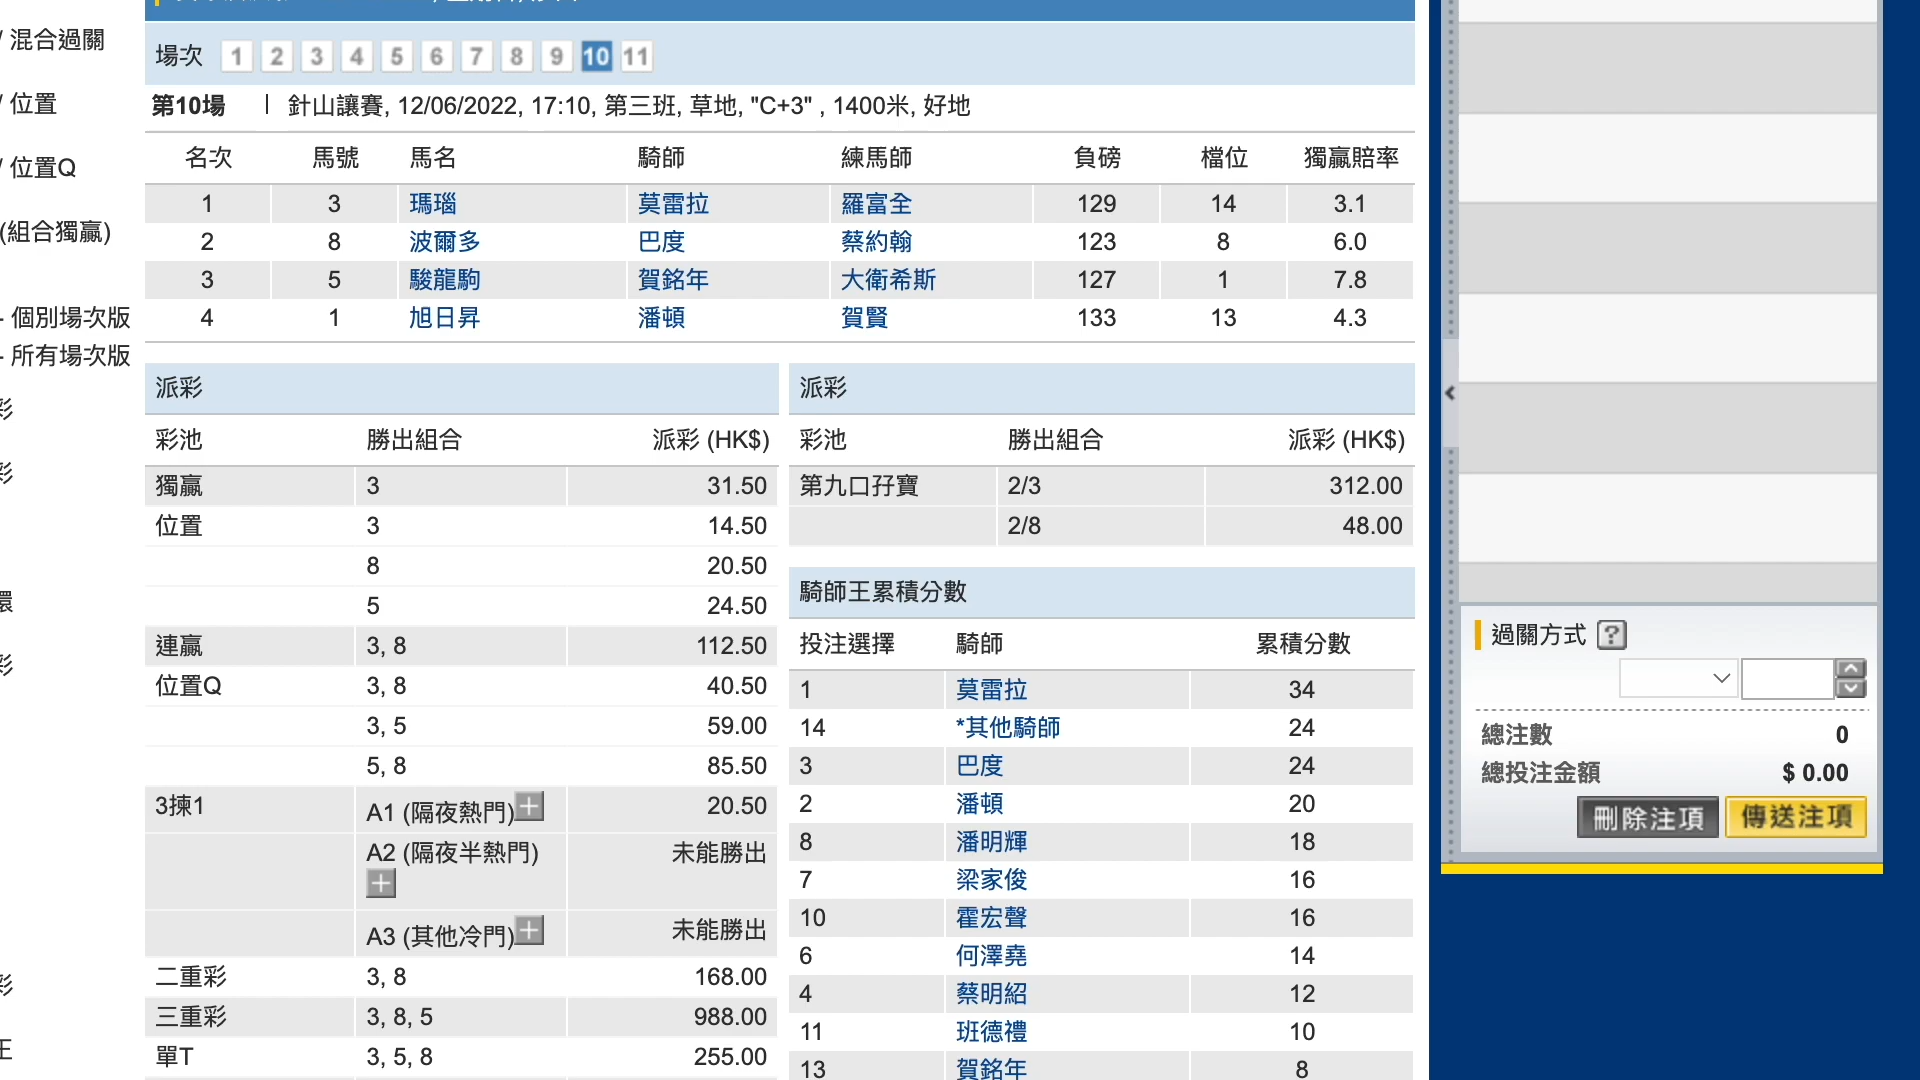 / 混合過關
/ 位置
/ 位置Q
(組合獨贏)
- 個別場次版
- 所有場次版
彩
彩
環
彩
彩
王
場次 1 2 3 4 5 6 7 8 9 10 11
第10場 | 針山讓賽, 12/06/2022, 17:10, 第三班, 草地, "C+3" , 1400米, 好地
名次 馬號 馬名 騎師 練馬師 負磅 檔位 獨贏賠率
1 3 瑪瑙 莫雷拉 羅富全 129 14 3.1
2 8 波爾多 巴度 蔡約翰 123 8 6.0
3 5 駿龍駒 賀銘年 大衛希斯 127 1 7.8
4 1 旭日昇 潘頓 賀賢 133 13 4.3
派彩
彩池 勝出組合 派彩 (HK$)
獨贏 3 31.50
位置 3 14.50
8 20.50
5 24.50
連贏 3, 8 112.50
位置Q 3, 8 40.50
3, 5 59.00
5, 8 85.50
3揀1 A1 (隔夜熱門) 20.50
A2 (隔夜半熱門) 未能勝出
A3 (其他冷門) 未能勝出
二重彩 3, 8 168.00
三重彩 3, 8, 5 988.00
單T 3, 5, 8 255.00
派彩
彩池 勝出組合 派彩 (HK$)
第九口孖寶 2/3 312.00
2/8 48.00
騎師王累積分數
投注選擇 騎師 累積分數
1 莫雷拉 34
14 *其他騎師 24
3 巴度 24
2 潘頓 20
8 潘明輝 18
7 梁家俊 16
10 霍宏聲 16
6 何澤堯 14
4 蔡明紹 12
11 班德禮 10
13 賀銘年 8
過關方式 ?
總注數 0
總投注金額 $ 0.00
刪除注項 傳送注項